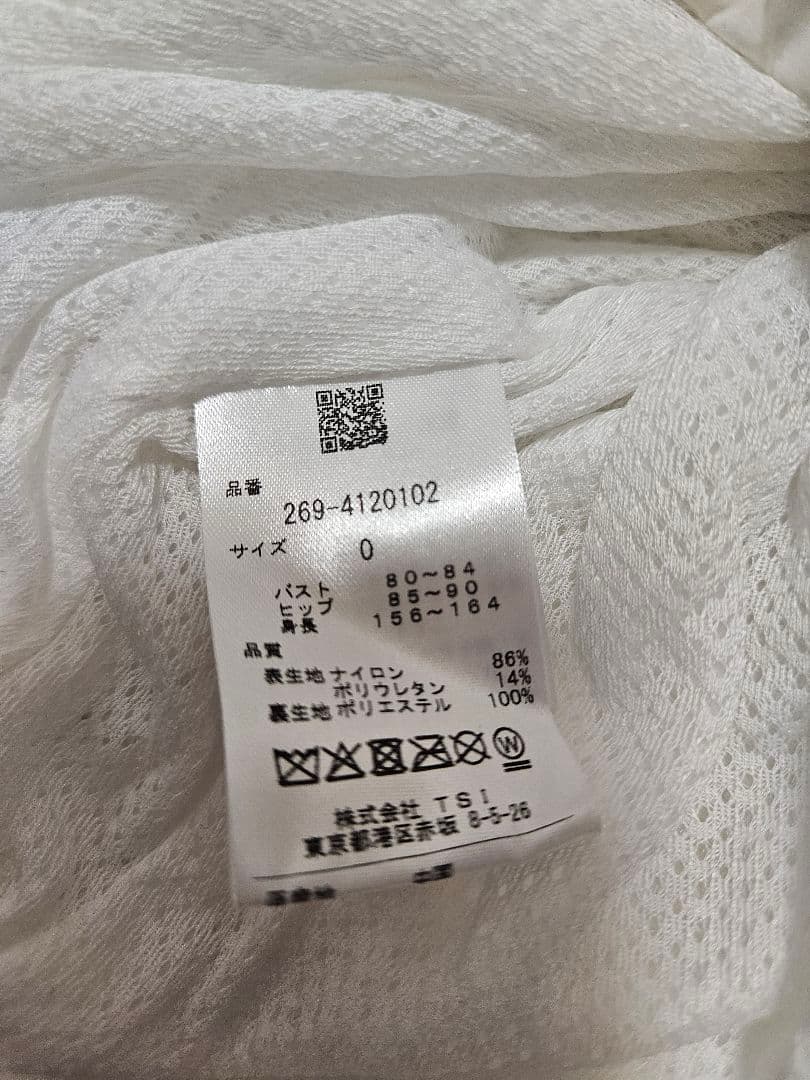 品番
269-4120102
サイズ 0
バスト 80～84
ヒップ 85～90
身長 156～164
品質
表生地 ナイロン 86%
ポリウレタン 14%
裏生地 ポリエステル 100%
W
株式会社 TSI
東京都港区赤坂 8-5-26